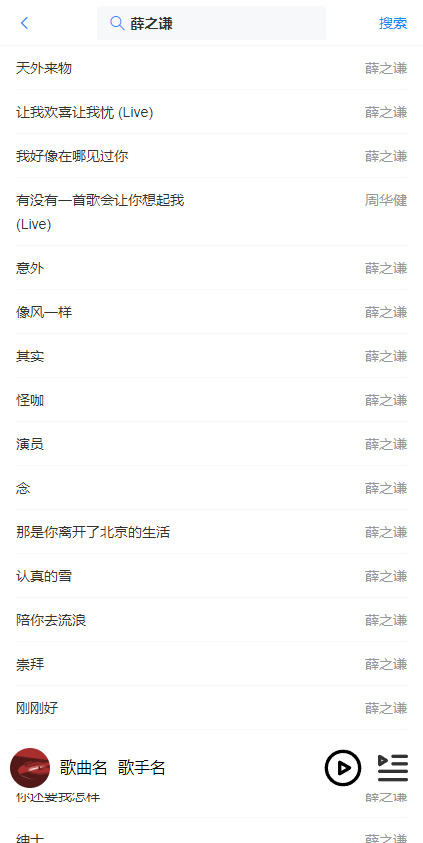 薛之谦 搜索
天外来物 薛之谦
让我欢喜让我忧 (Live) 薛之谦
我好像在哪见过你 薛之谦
有没有一首歌会让你想起我 周华健
(Live)
意外 薛之谦
像风一样 薛之谦
其实 薛之谦
怪咖 薛之谦
演员 薛之谦
念 薛之谦
那是你离开了北京的生活 薛之谦
认真的雪 薛之谦
陪你去流浪 薛之谦
崇拜 薛之谦
刚刚好 薛之谦
歌曲名 歌手名
你还要我怎样 薛之谦
绅士 薛之谦